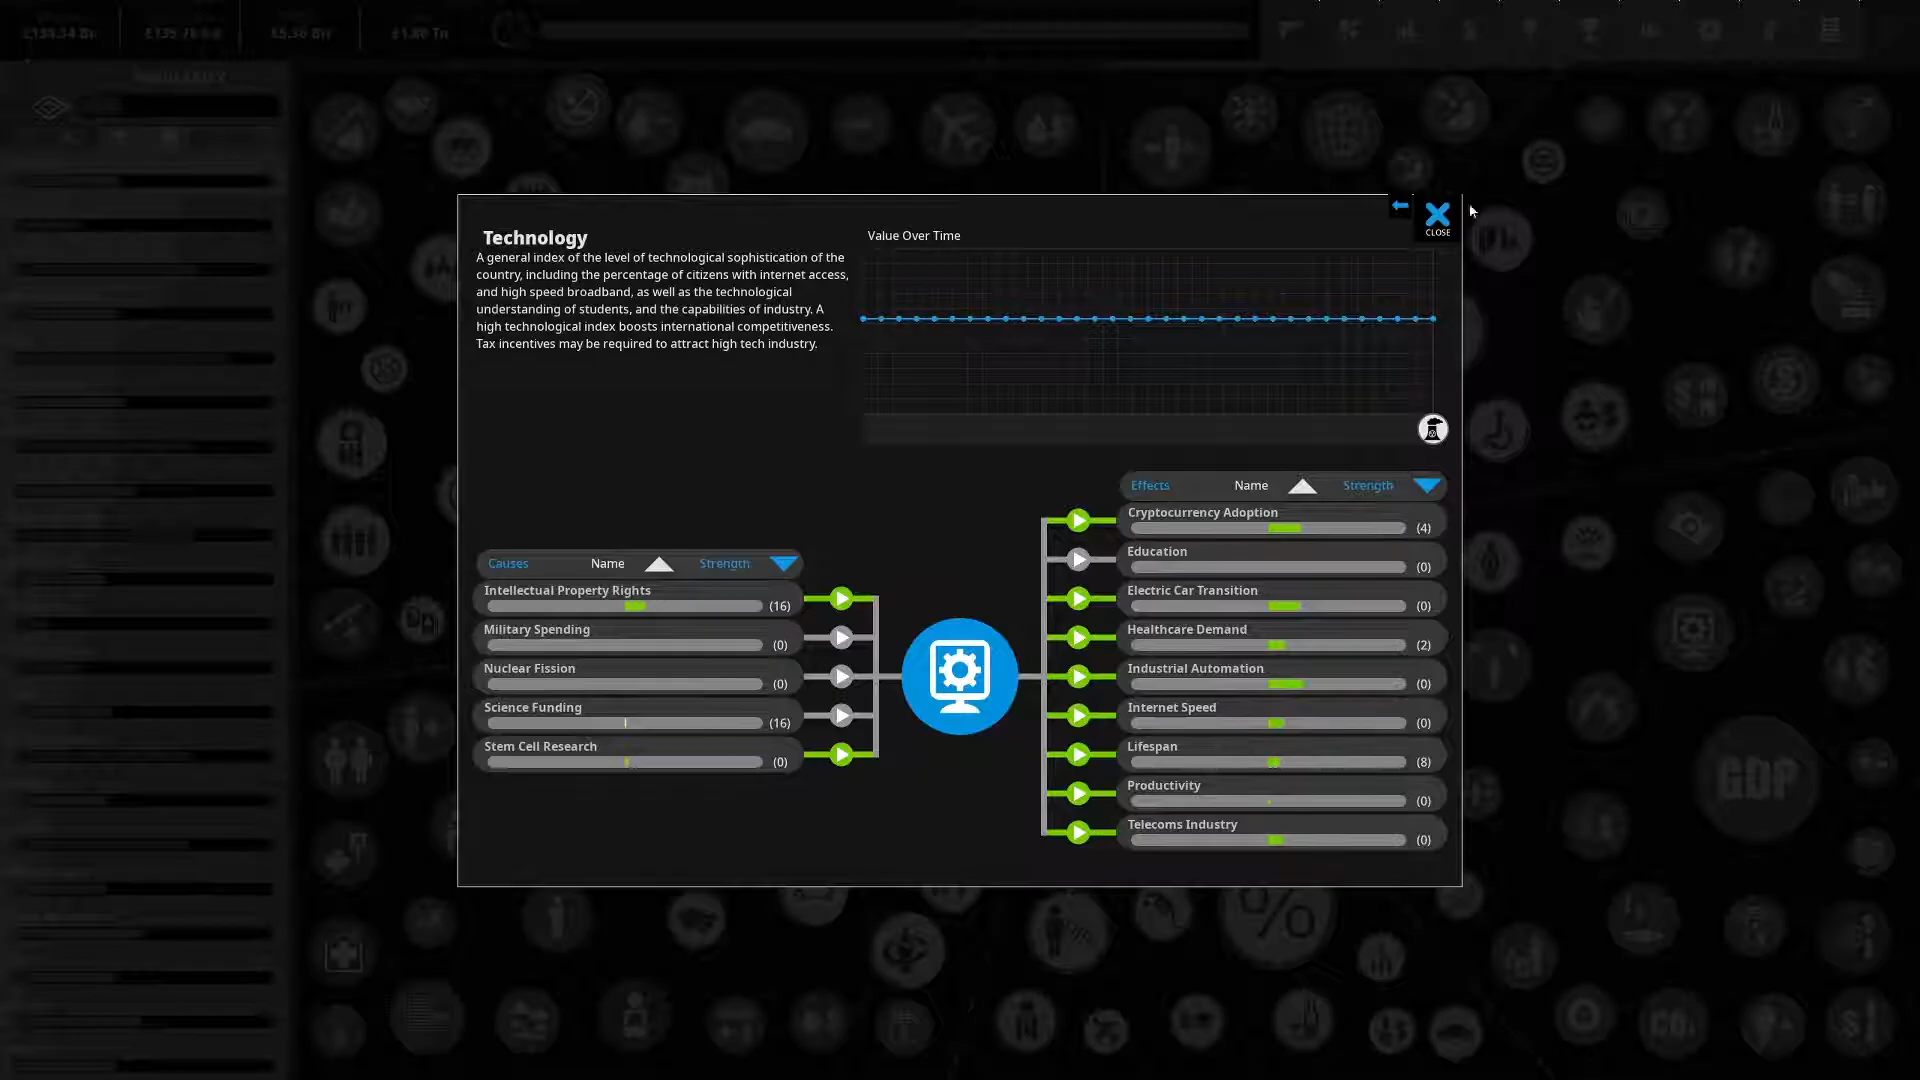 CLOSE
Technology
A general index of the level of technological sophistication of the
country, including the percentage of citizens with internet access,
and high speed broadband, as well as the technological
understanding of students, and the capabilities of industry. A
high technological index boosts international competitiveness.
Tax incentives may be required to attract high tech industry.
Value Over Time
Causes Name Strength
Intellectual Property Rights
(16)
Military Spending
(0)
Nuclear Fission
(0)
Science Funding
(16)
Stem Cell Research
(0)
Effects Name Strength
Cryptocurrency Adoption
(4)
Education
(0)
Electric Car Transition
(0)
Healthcare Demand
(2)
Industrial Automation
(0)
Internet Speed
(0)
Lifespan
(8)
Productivity
(0)
Telecoms Industry
(0)
GDP